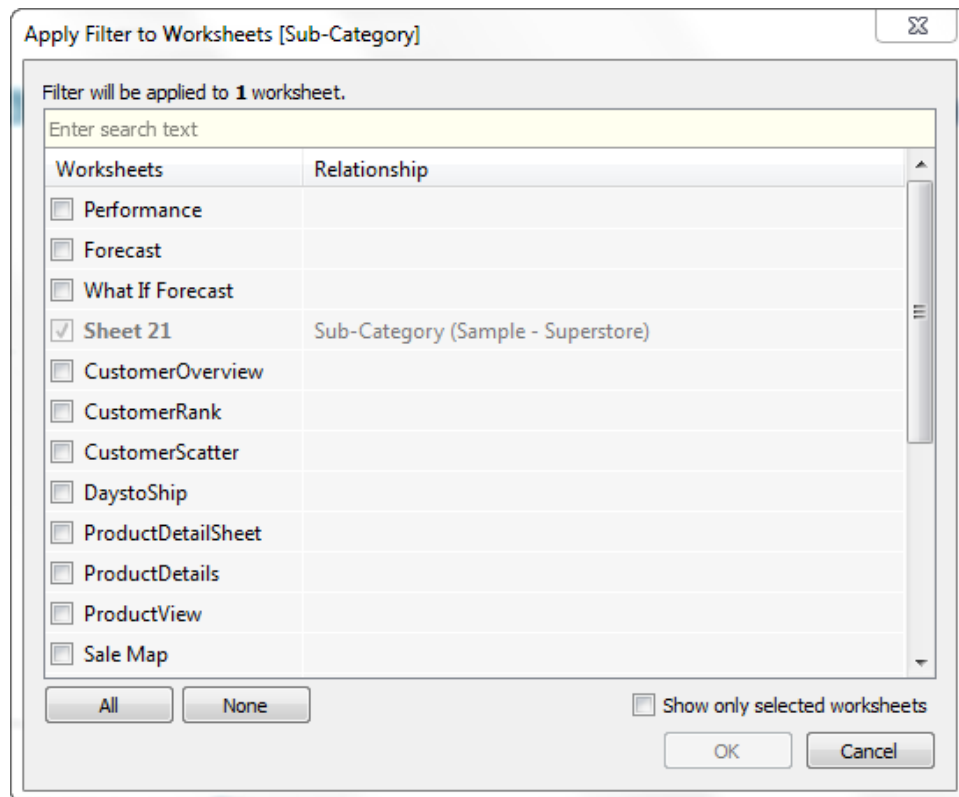 Apply Filter to Worksheets [Sub-Category]
Filter will be applied to 1 worksheet.
Enter search text
Worksheets Relationship
Performance
Forecast
What If Forecast
Sheet 21 Sub-Category (Sample - Superstore)
CustomerOverview
CustomerRank
CustomerScatter
DaystoShip
ProductDetailSheet
ProductDetails
ProductView
Sale Map
All None Show only selected worksheets
OK Cancel